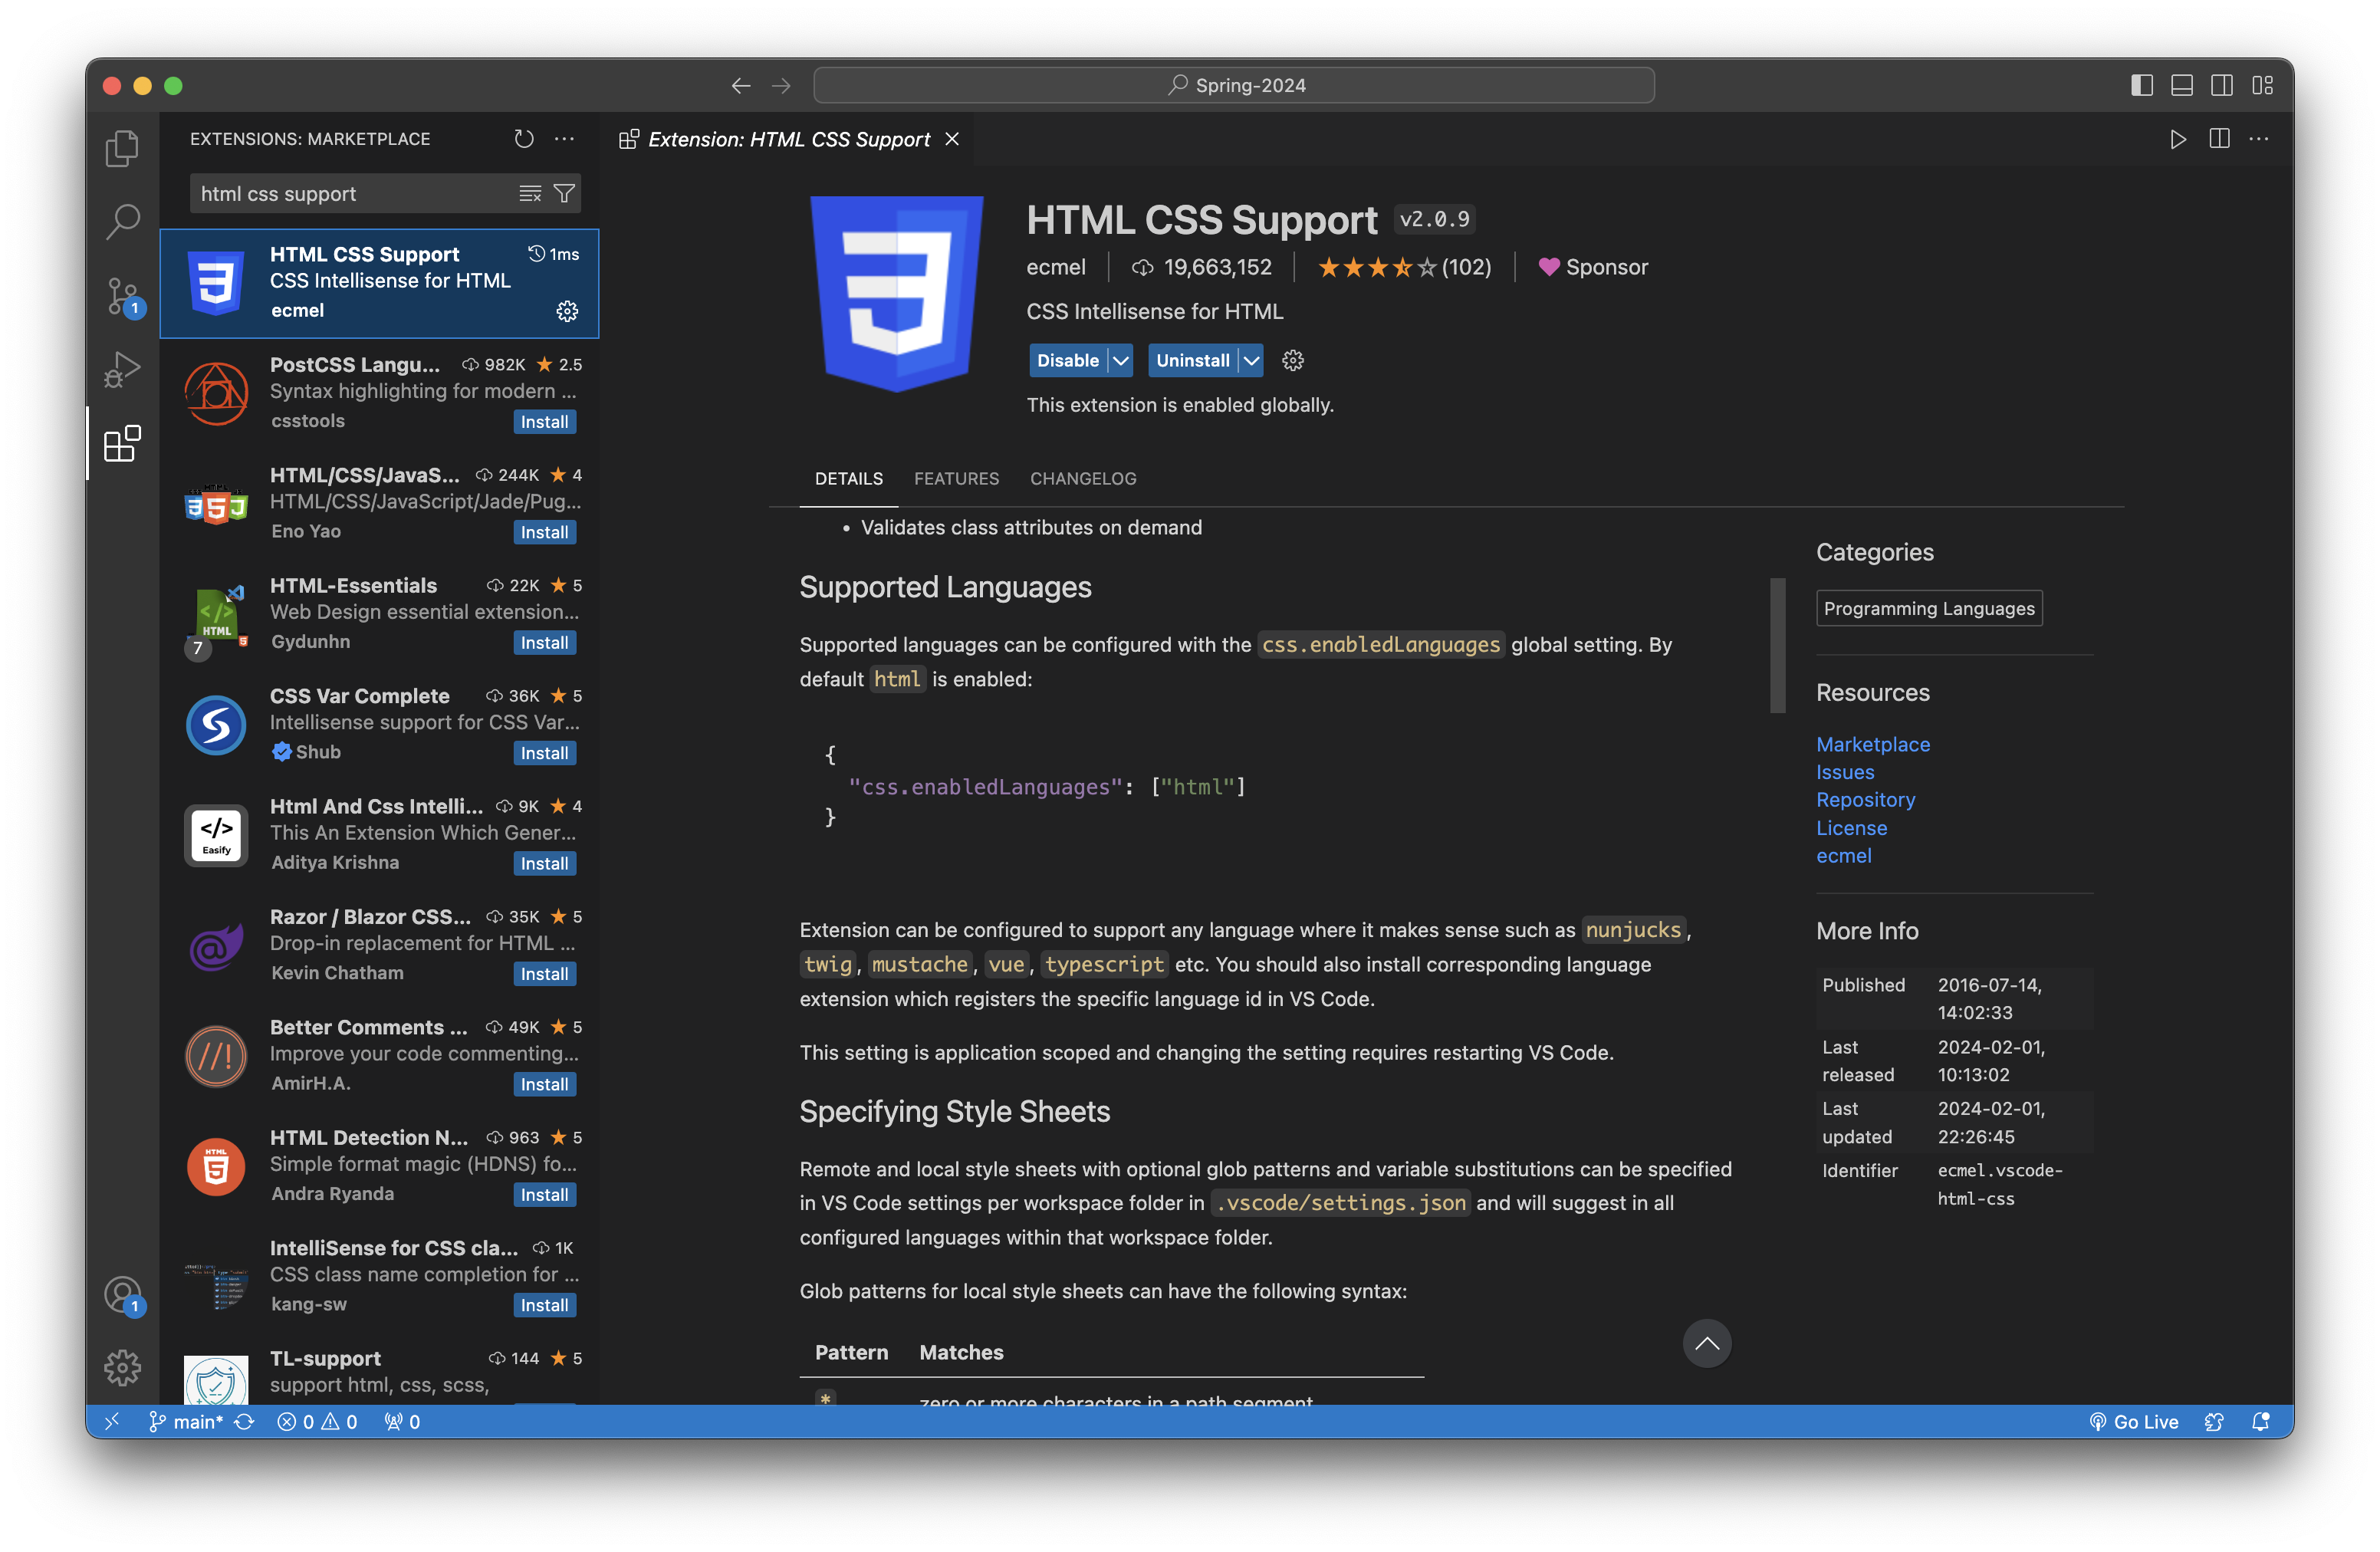 Spring-2024
EXTENSIONS: MARKETPLACE
html css support
HTML CSS Support 1ms
CSS Intellisense for HTML
ecmel
PostCSS Langu... 982K 2.5
Syntax highlighting for modern ...
csstools Install
HTML/CSS/JavaS... 244K 4
HTML/CSS/JavaScript/Jade/Pug...
Eno Yao Install
HTML-Essentials 22K 5
Web Design essential extension...
Gydunhn Install
HTML
7
CSS Var Complete 36K 5
Intellisense support for CSS Var...
Shub Install
Html And Css Intelli... 9K 4
This An Extension Which Gener...
Aditya Krishna Install
</>
Easify
Razor / Blazor CSS... 35K 5
Drop-in replacement for HTML ...
Kevin Chatham Install
Better Comments ... 49K 5
Improve your code commenting...
AmirH.A. Install
//!
HTML Detection N... 963 5
Simple format magic (HDNS) fo...
Andra Ryanda Install
HTML
5
IntelliSense for CSS cla... 1K
CSS class name completion for ...
kang-sw Install
TL-support 144 5
support html, css, scss,
1
1
Extension: HTML CSS Support
HTML CSS Support v2.0.9
ecmel 19,663,152 (102) Sponsor
CSS Intellisense for HTML
Disable Uninstall
This extension is enabled globally.
DETAILS FEATURES CHANGELOG
• Validates class attributes on demand
Supported Languages
Supported languages can be configured with the css.enabledLanguages global setting. By
default html is enabled:
{
"css.enabledLanguages": ["html"]
}
Extension can be configured to support any language where it makes sense such as nunjucks,
twig, mustache, vue, typescript etc. You should also install corresponding language
extension which registers the specific language id in VS Code.
This setting is application scoped and changing the setting requires restarting VS Code.
Specifying Style Sheets
Remote and local style sheets with optional glob patterns and variable substitutions can be specified
in VS Code settings per workspace folder in .vscode/settings.json and will suggest in all
configured languages within that workspace folder.
Glob patterns for local style sheets can have the following syntax:
Pattern Matches
* zero or more characters in a path segment
Categories
Programming Languages
Resources
Marketplace
Issues
Repository
License
ecmel
More Info
Published 2016-07-14,
14:02:33
Last 2024-02-01,
released 10:13:02
Last 2024-02-01,
updated 22:26:45
Identifier ecmel.vscode-
html-css
main* 0 0 0 Go Live